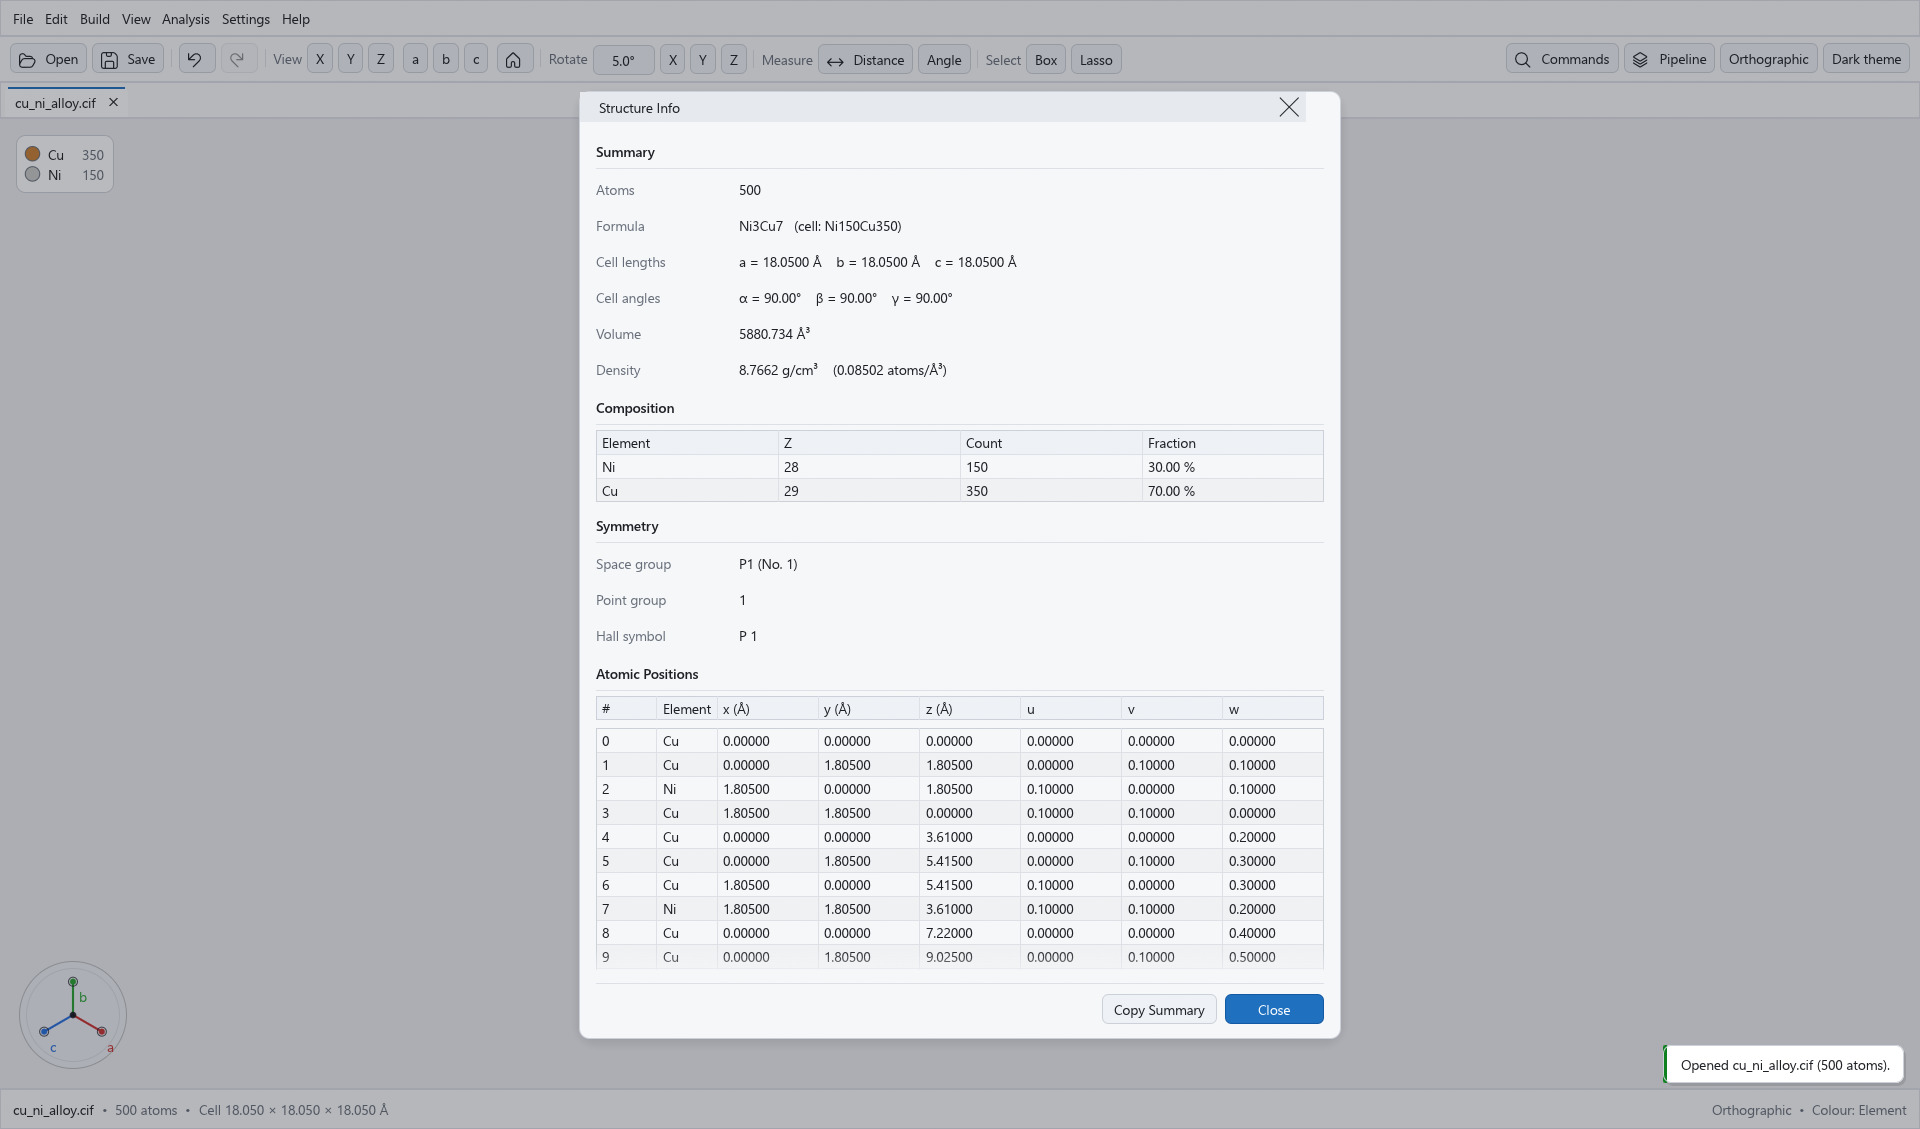 File Edit Build View Analysis Settings Help
Open Save View X Y Z a b c Rotate 5.0° X Y Z Measure Distance Angle Select Box Lasso Commands Pipeline Orthographic Dark theme
cu_ni_alloy.cif
Cu 350
Ni 150
Structure Info
Summary
Atoms 500
Formula Ni3Cu7 (cell: Ni150Cu350)
Cell lengths a = 18.0500 Å b = 18.0500 Å c = 18.0500 Å
Cell angles α = 90.00° β = 90.00° γ = 90.00°
Volume 5880.734 Å³
Density 8.7662 g/cm³ (0.08502 atoms/Å³)
Composition
Element Z Count Fraction
Ni 28 150 30.00 %
Cu 29 350 70.00 %
Symmetry
Space group P1 (No. 1)
Point group 1
Hall symbol P 1
Atomic Positions
# Element x (Å) y (Å) z (Å) u v w
0 Cu 0.00000 0.00000 0.00000 0.00000 0.00000 0.00000
1 Cu 0.00000 1.80500 1.80500 0.00000 0.10000 0.10000
2 Ni 1.80500 0.00000 1.80500 0.10000 0.00000 0.10000
3 Cu 1.80500 1.80500 0.00000 0.10000 0.10000 0.00000
4 Cu 0.00000 0.00000 3.61000 0.00000 0.00000 0.20000
5 Cu 0.00000 1.80500 5.41500 0.00000 0.10000 0.30000
6 Cu 1.80500 0.00000 5.41500 0.10000 0.00000 0.30000
7 Ni 1.80500 1.80500 3.61000 0.10000 0.10000 0.20000
8 Cu 0.00000 0.00000 7.22000 0.00000 0.00000 0.40000
9 Cu 0.00000 1.80500 9.02500 0.00000 0.10000 0.50000
Copy Summary Close
b
c a
Opened cu_ni_alloy.cif (500 atoms).
cu_ni_alloy.cif • 500 atoms • Cell 18.050 × 18.050 × 18.050 Å Orthographic • Colour: Element